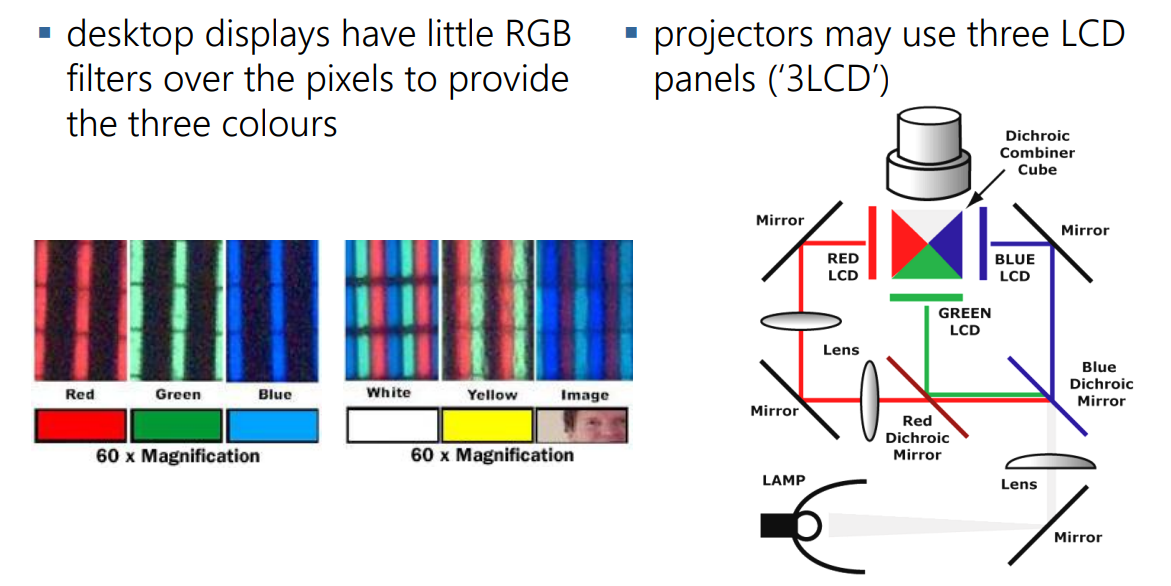 ▪ desktop displays have little RGB
filters over the pixels to provide
the three colours
Red
Green
Blue
60 x Magnification
White
Yellow
Image
60 x Magnification
▪ projectors may use three LCD
panels (‘3LCD’)
Dichroic
Combiner
Cube
Mirror
Mirror
RED
LCD
BLUE
LCD
GREEN
LCD
Lens
Mirror
Red
Dichroic
Mirror
Blue
Dichroic
Mirror
LAMP
Lens
Mirror